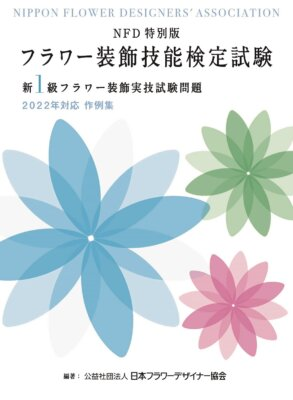 NIPPON FLOWER DESIGNERS' ASSOCIATION
NFD 特別版
フラワー装飾技能検定試験
新1級フラワー装飾実技試験問題
2022年対応 作例集
編著：公益社団法人 日本フラワーデザイナー協会